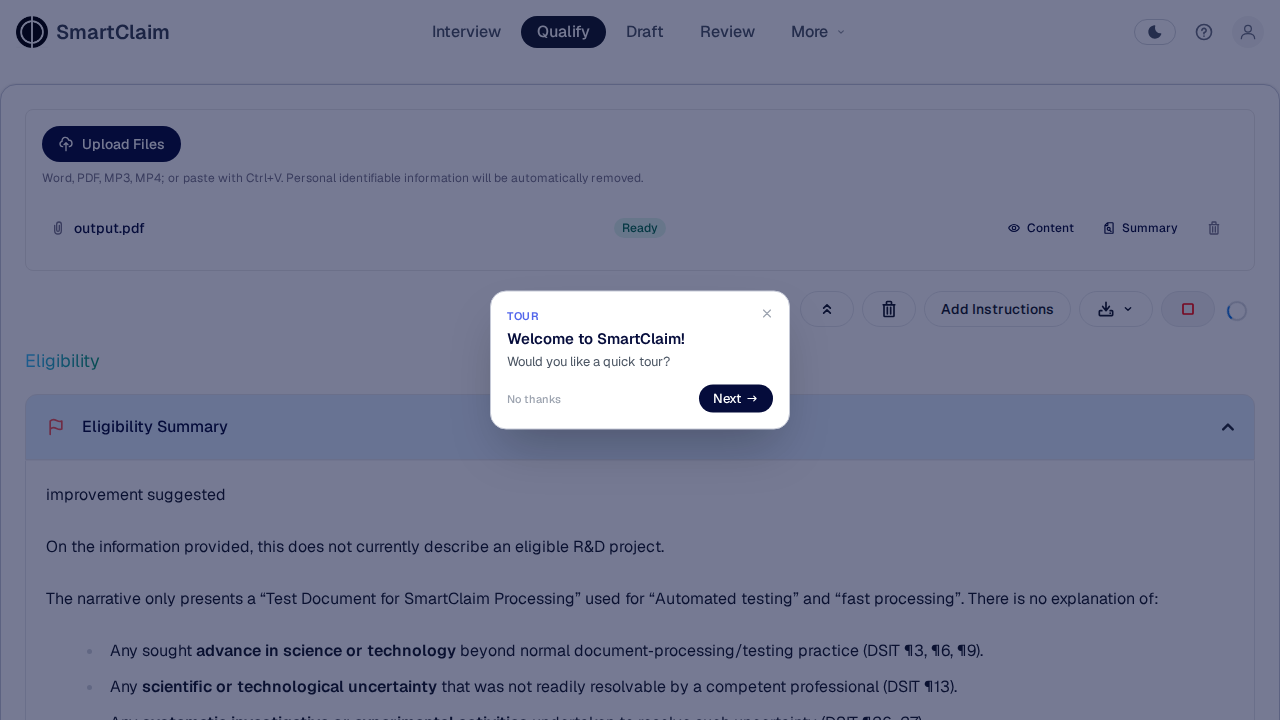 SmartClaim
Interview
Qualify
Draft
Review
More
Upload Files
Word, PDF, MP3, MP4; or paste with Ctrl+V. Personal identifiable information will be automatically removed.
output.pdf
Ready
Content
Summary
Add Instructions
TOUR
Welcome to SmartClaim!
Would you like a quick tour?
No thanks
Next →
Eligibility
Eligibility Summary
improvement suggested
On the information provided, this does not currently describe an eligible R&D project.
The narrative only presents a “Test Document for SmartClaim Processing” used for “Automated testing” and “fast processing”. There is no explanation of:
Any sought advance in science or technology beyond normal document-processing/testing practice (DSIT ¶3, ¶6, ¶9).
Any scientific or technological uncertainty that was not readily resolvable by a competent professional (DSIT ¶13).